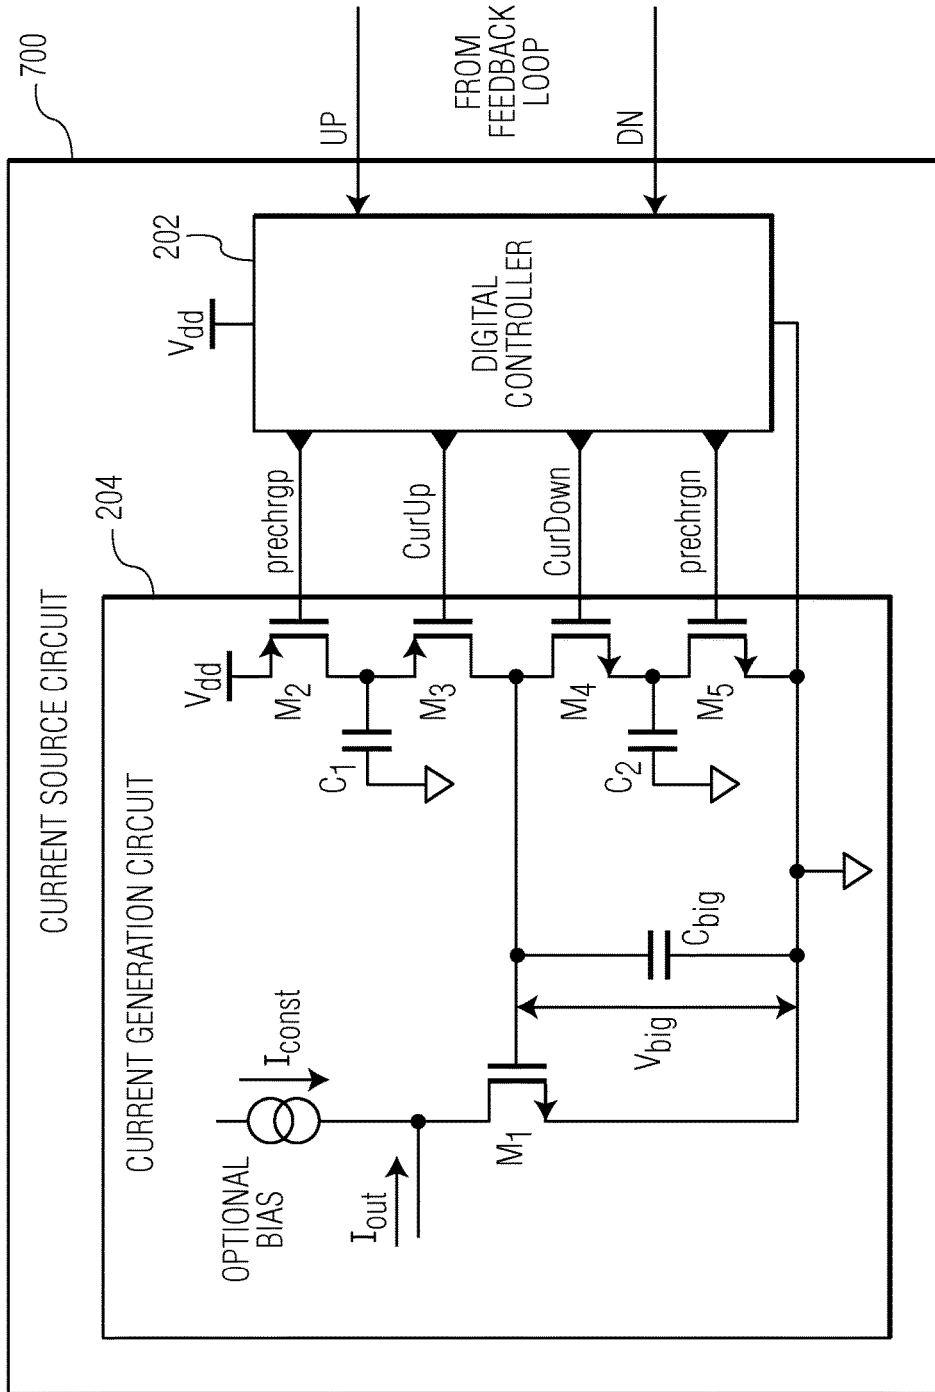 CURRENT SOURCE CIRCUIT
700
CURRENT GENERATION CIRCUIT
204
202
OPTIONAL
BIAS
Iconst
Iout
M1
Vbig
Cbig
Vdd
M2
C1
M3
M4
C2
M5
prechrgp
CurUp
CurDown
prechrgn
Vdd
DIGITAL
CONTROLLER
UP
FROM
FEEDBACK
LOOP
DN